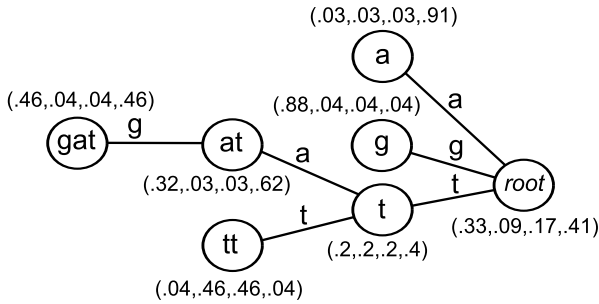 (.03,.03,.03,.91)
a
a
(.46,.04,.04,.46)
(.88,.04,.04,.04)
g
gat
at
g
g
a
t
root
(.32,.03,.03,.62)
t
t
(.33,.09,.17,.41)
tt
(.2,.2,.2,.4)
(.04,.46,.46,.04)